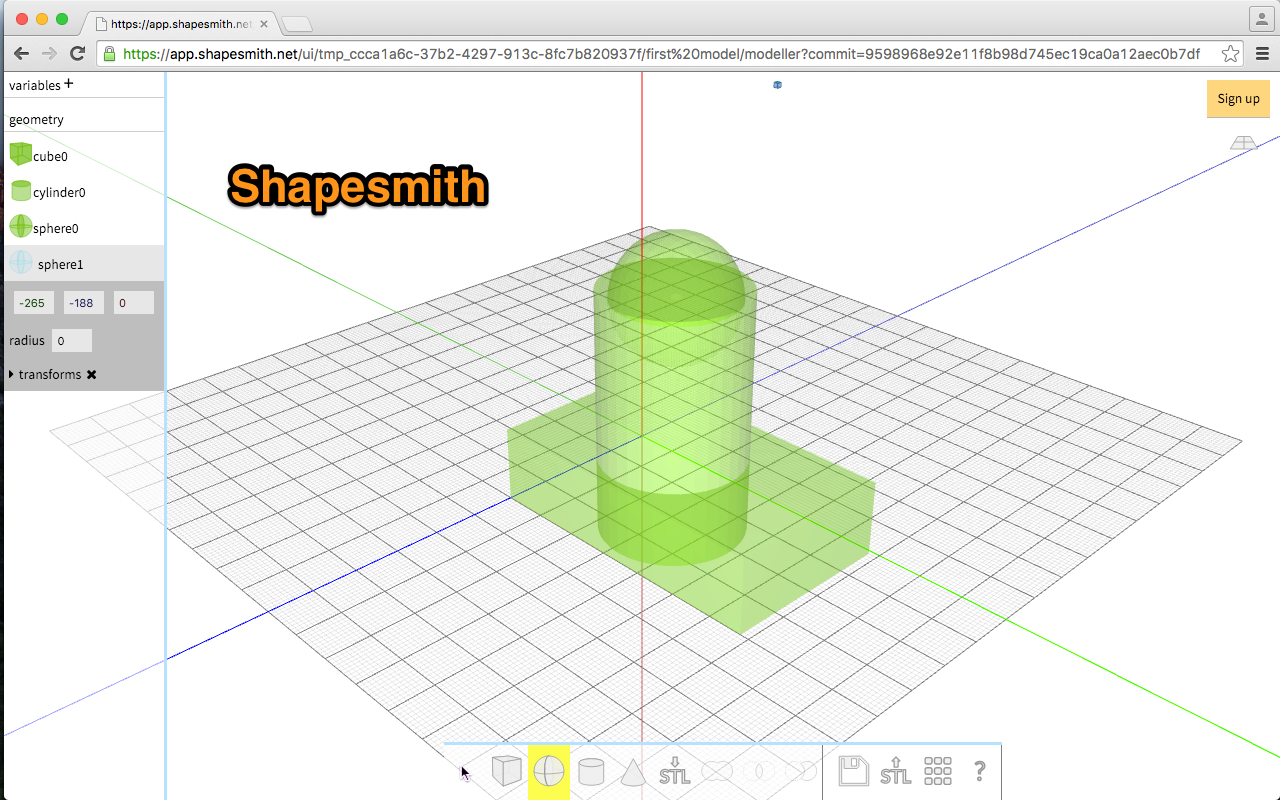 https://app.shapesmith.net
https://app.shapesmith.net/ui/tmp_ccca1a6c-37b2-4297-913c-8fc7b820937f/first%20model/modeller?commit=9598968e92e11f8b98d745ec19ca0a12aec0b7df
variables +
Sign up
geometry
cube0
cylinder0
sphere0
sphere1
-265 -188 0
radius 0
transforms
Shapesmith
STL STL ?